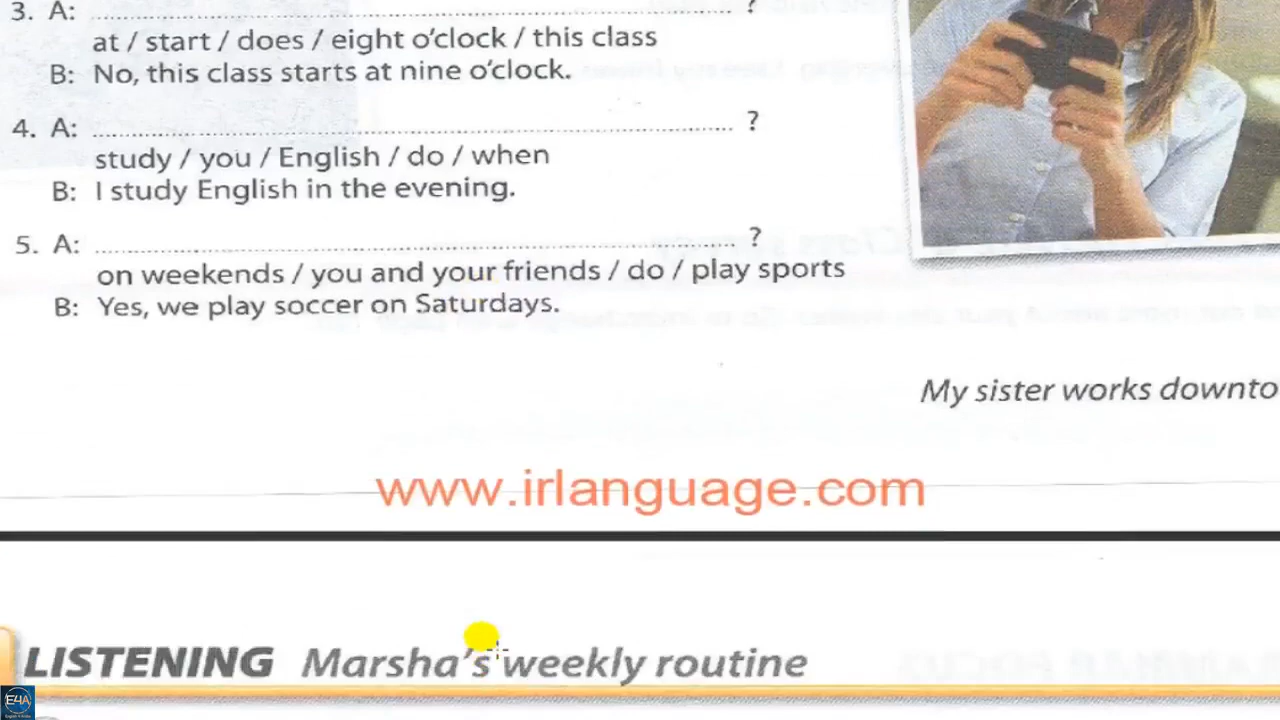 3. A: ?
at / start / does / eight o'clock / this class
B: No, this class starts at nine o'clock.
4. A: ?
study / you / English / do / when
B: I study English in the evening.
5. A: ?
on weekends / you and your friends / do / play sports
B: Yes, we play soccer on Saturdays.
My sister works downto
www.irlanguage.com
LISTENING Marsha's weekly routine
E4A